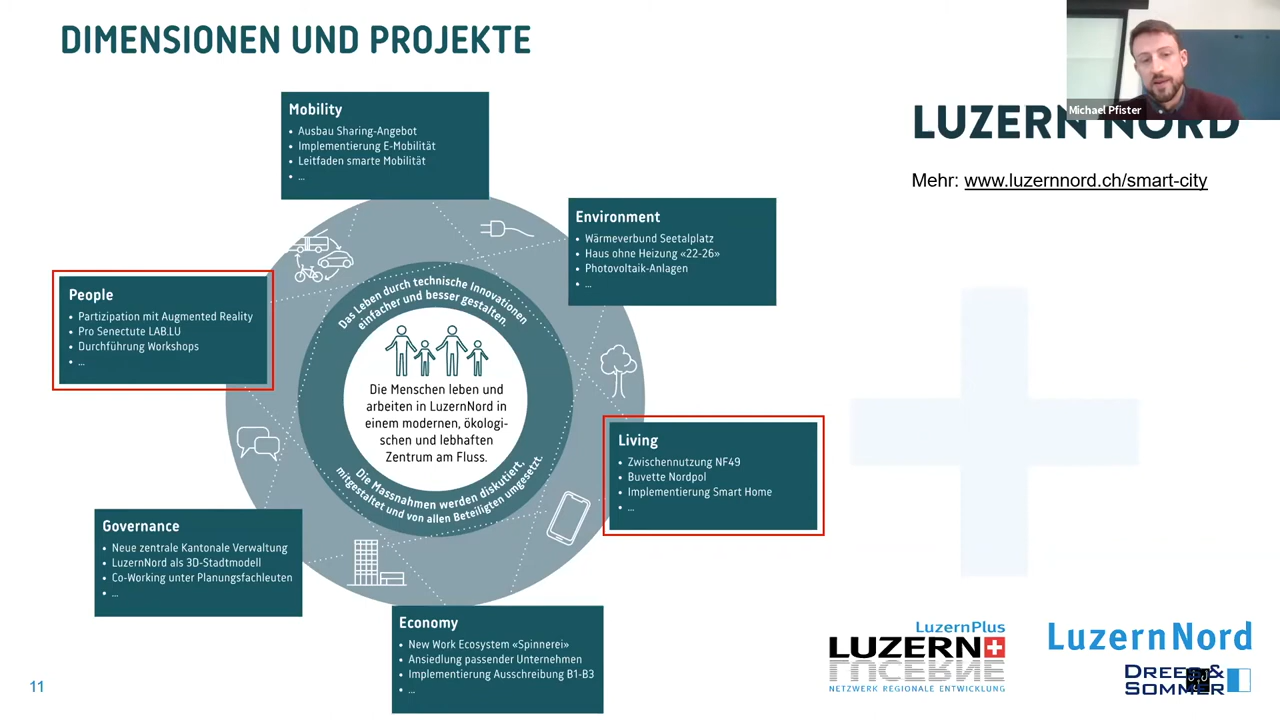 DIMENSIONEN UND PROJEKTE
Michael Pfister
LUZERN NORD
Mehr: www.luzernnord.ch/smart-city
Mobility
• Ausbau Sharing-Angebot
• Implementierung E-Mobilität
• Leitfaden smarte Mobilität
• ...
Environment
• Wärmeverbund Seetalplatz
• Haus ohne Heizung «22-26»
• Photovoltaik-Anlagen
• ...
People
• Partizipation mit Augmented Reality
• Pro Senectute LAB.LU
• Durchführung Workshops
• ...
Das Leben durch technische Innovationen
einfacher und besser gestalten.
Die Menschen leben und
arbeiten in LuzernNord in
einem modernen, ökologi-
schen und lebhaften
Zentrum am Fluss.
Die Massnahmen werden diskutiert,
mitgestaltet und von allen Beteiligten umgesetzt.
Living
• Zwischennutzung NF49
• Buvette Nordpol
• Implementierung Smart Home
• ...
Governance
• Neue zentrale Kantonale Verwaltung
• LuzernNord als 3D-Stadtmodell
• Co-Working unter Planungsfachleuten
• ...
Economy
• New Work Ecosystem «Spinnerei»
• Ansiedlung passender Unternehmen
• Implementierung Ausschreibung B1-B3
• ...
LuzernPlus
LUZERN
LUCERNE
NETZWERK REGIONALE ENTWICKLUNG
LuzernNord
DREES &
SOMMER
11